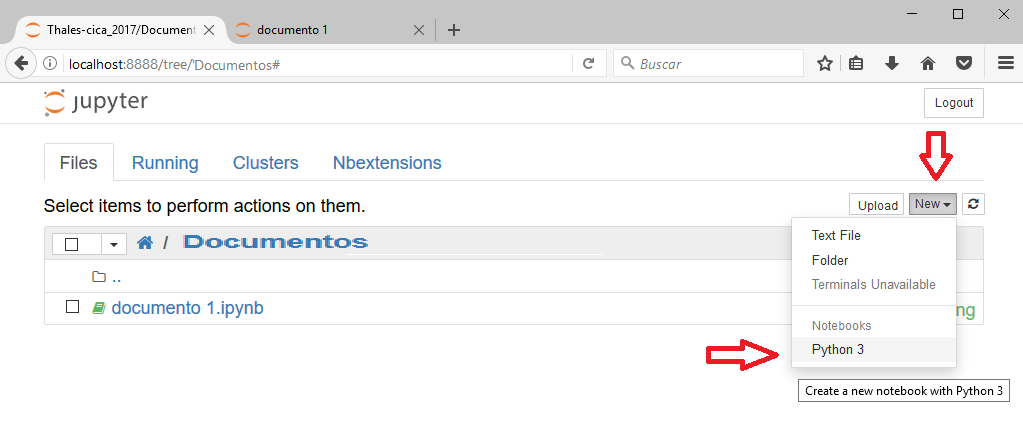 Thales-cica_2017/Document
documento 1
localhost:8888/tree/'Documentos#
Buscar
jupyter
Logout
Files Running Clusters Nbextensions
Select items to perform actions on them.
Upload New
/ Documentos
Text File
Folder
Terminals Unavailable
..
documento 1.ipynb
ng
Notebooks
Python 3
Create a new notebook with Python 3